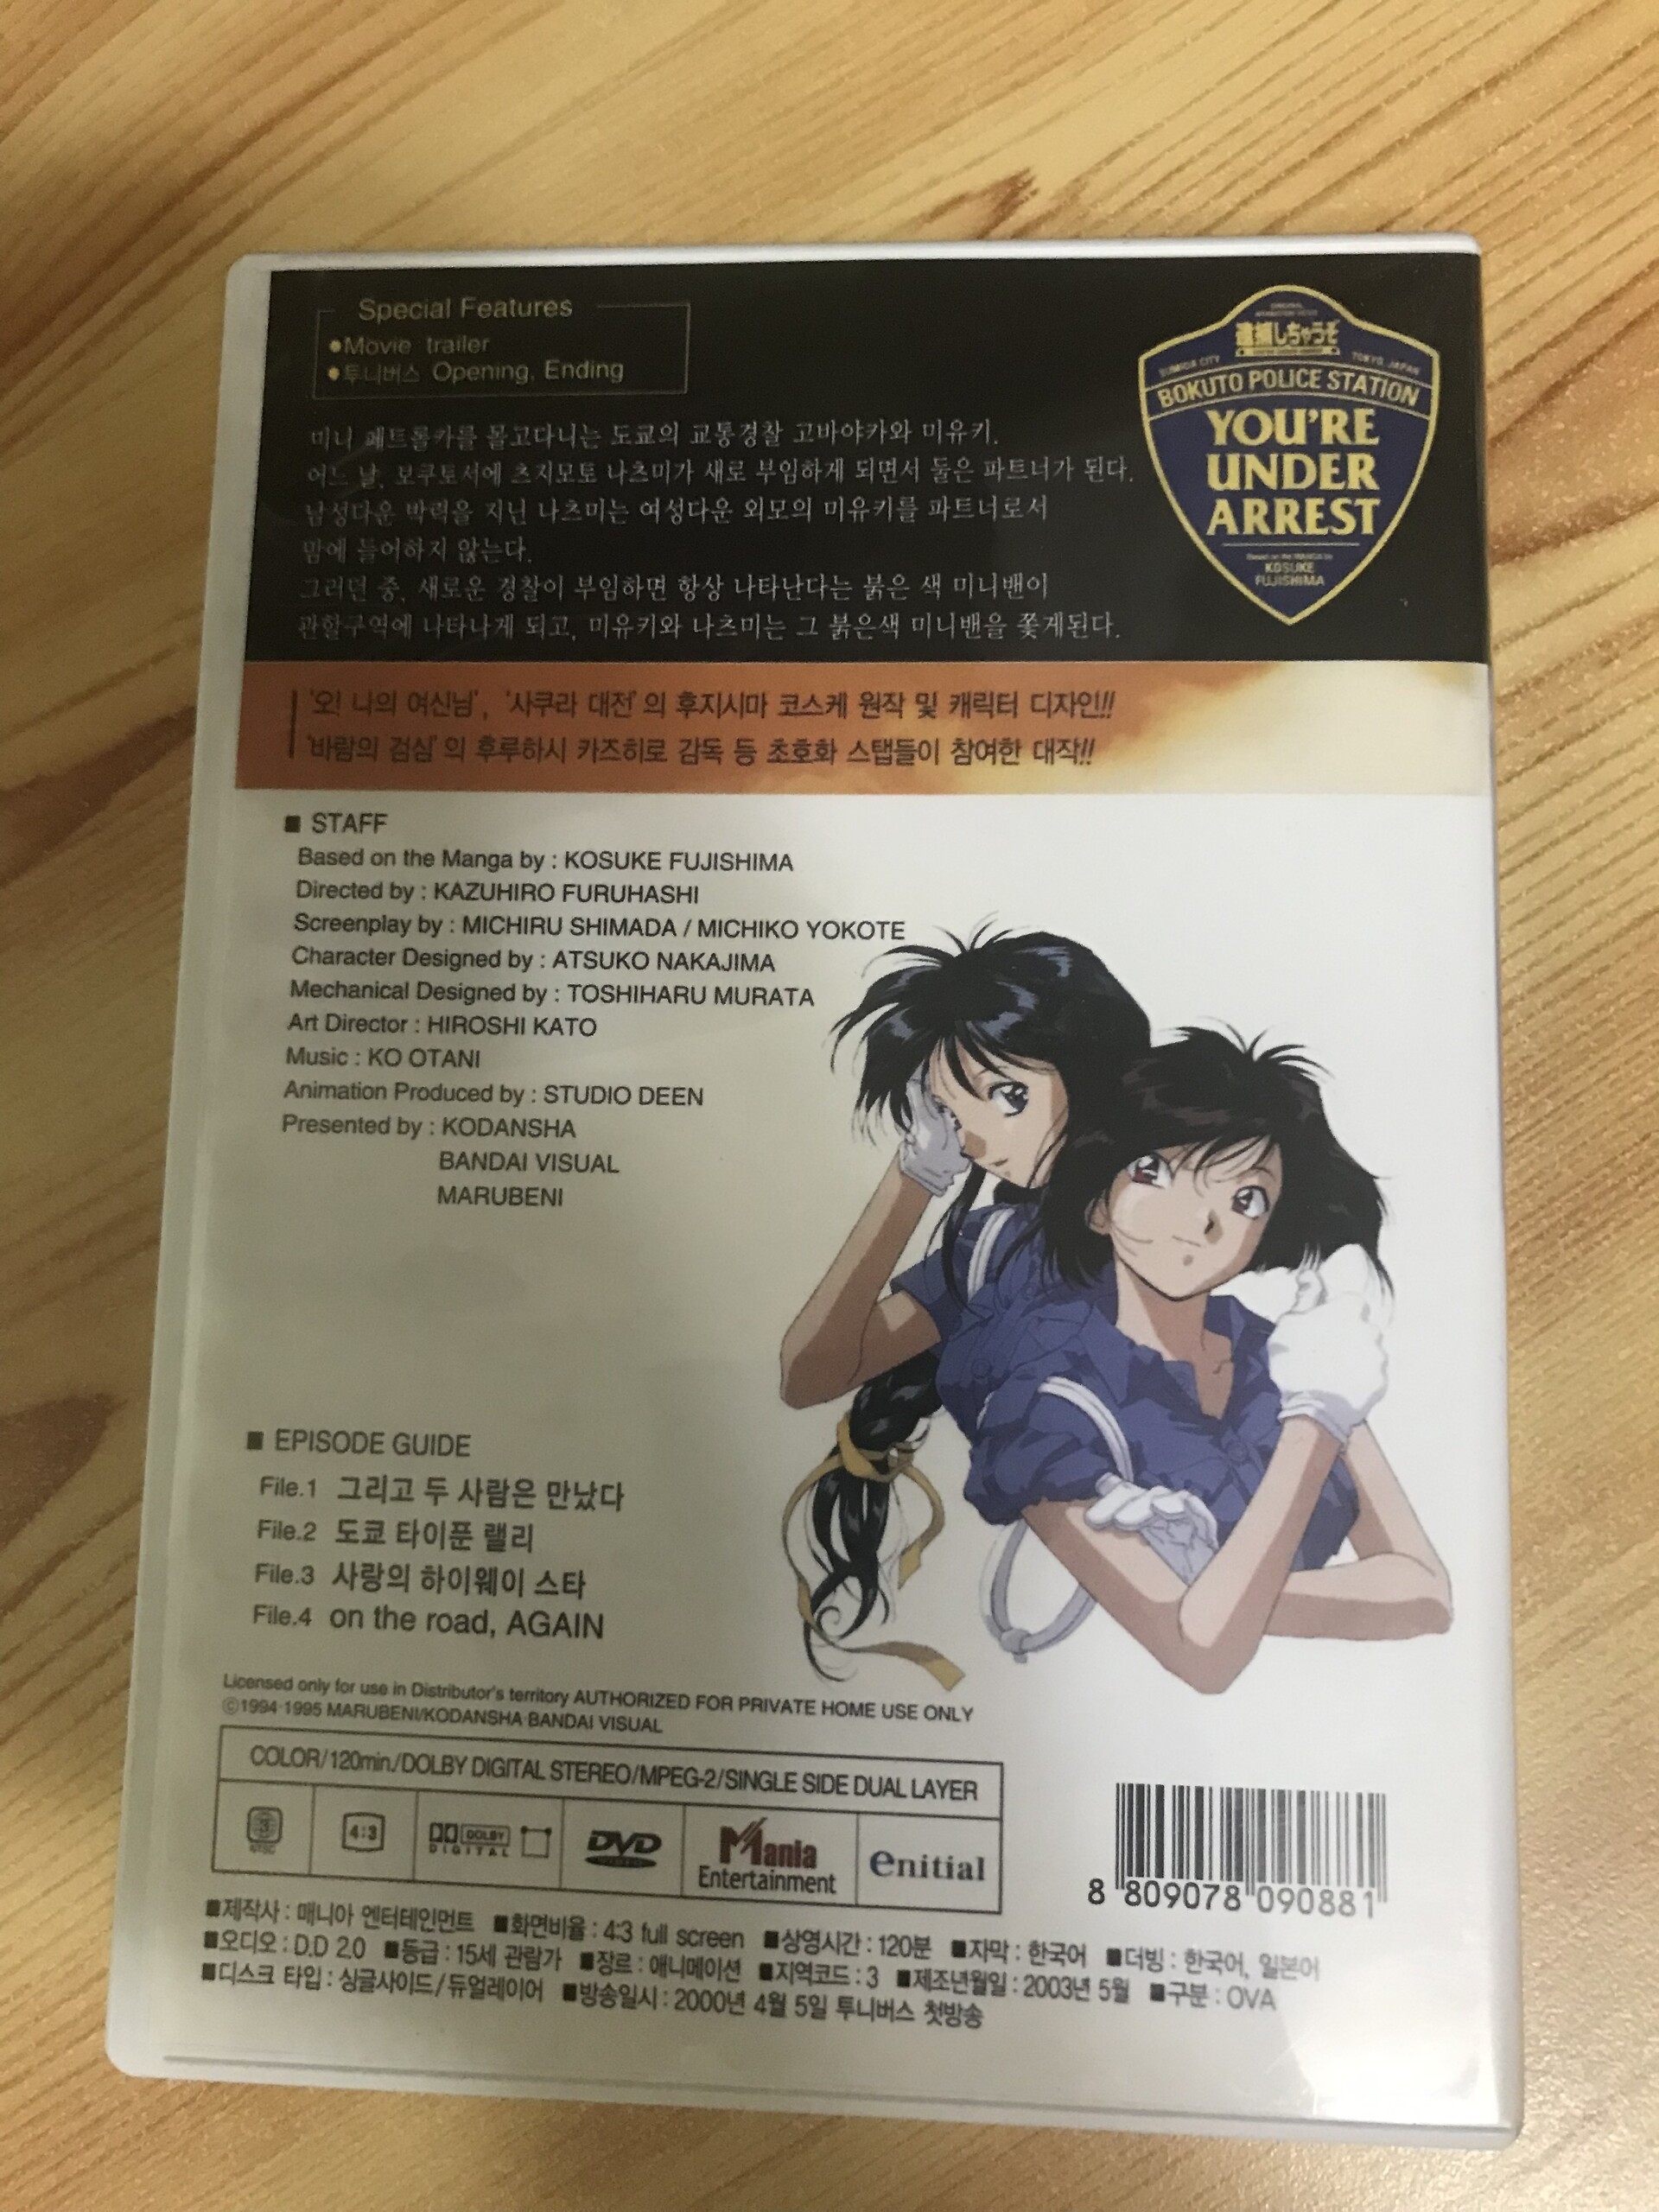 Special Features
●Movie trailer
●투니버스 Opening, Ending
逮捕しちゃうぞ
SUMIDA CITY
TOKYO, JAPAN
BOKUTO POLICE STATION
YOU'RE
UNDER
ARREST
Based on the MANGA by
KOSUKE
FUJISHIMA
미니 패트롤카를 몰고다니는 도쿄의 교통경찰 고바야카와 미유키.
어느 날, 보쿠토서에 츠지모토 나츠미가 새로 부임하게 되면서 둘은 파트너가 된다.
남성다운 박력을 지닌 나츠미는 여성다운 외모의 미유키를 파트너로서
맘에 들어하지 않는다.
그러던 중, 새로운 경찰이 부임하면 항상 나타난다는 붉은 색 미니밴이
관할구역에 나타나게 되고, 미유키와 나츠미는 그 붉은색 미니밴을 쫓게된다.
'오! 나의 여신님', '사쿠라 대전'의 후지시마 코스케 원작 및 캐릭터 디자인!!
'바람의 검심'의 후루하시 카즈히로 감독 등 초호화 스탭들이 참여한 대작!!
■ STAFF
Based on the Manga by : KOSUKE FUJISHIMA
Directed by : KAZUHIRO FURUHASHI
Screenplay by : MICHIRU SHIMADA / MICHIKO YOKOTE
Character Designed by : ATSUKO NAKAJIMA
Mechanical Designed by : TOSHIHARU MURATA
Art Director : HIROSHI KATO
Music : KO OTANI
Animation Produced by : STUDIO DEEN
Presented by : KODANSHA
BANDAI VISUAL
MARUBENI
■ EPISODE GUIDE
File.1 그리고 두 사람은 만났다
File.2 도쿄 타이푼 랠리
File.3 사랑의 하이웨이 스타
File.4 on the road, AGAIN
Licensed only for use in Distributor's territory AUTHORIZED FOR PRIVATE HOME USE ONLY
©1994·1995 MARUBENI/KODANSHA·BANDAI VISUAL
COLOR/120min./DOLBY DIGITAL STEREO/MPEG-2/SINGLE SIDE DUAL LAYER
3
NTSC
4:3
DOLBY
DIGITAL
DVD
Mania
Entertainment
enitial
8 809078 090881
■제작사 : 매니아 엔터테인먼트 ■화면비율 : 4:3 full screen ■상영시간 : 120분 ■자막 : 한국어 ■더빙 : 한국어, 일본어
■오디오 : D.D 2.0 ■등급 : 15세 관람가 ■장르 : 애니메이션 ■지역코드 : 3 ■제조년월일 : 2003년 5월 ■구분 : OVA
■디스크 타입 : 싱글사이드/듀얼레이어 ■방송일시 : 2000년 4월 5일 투니버스 첫방송